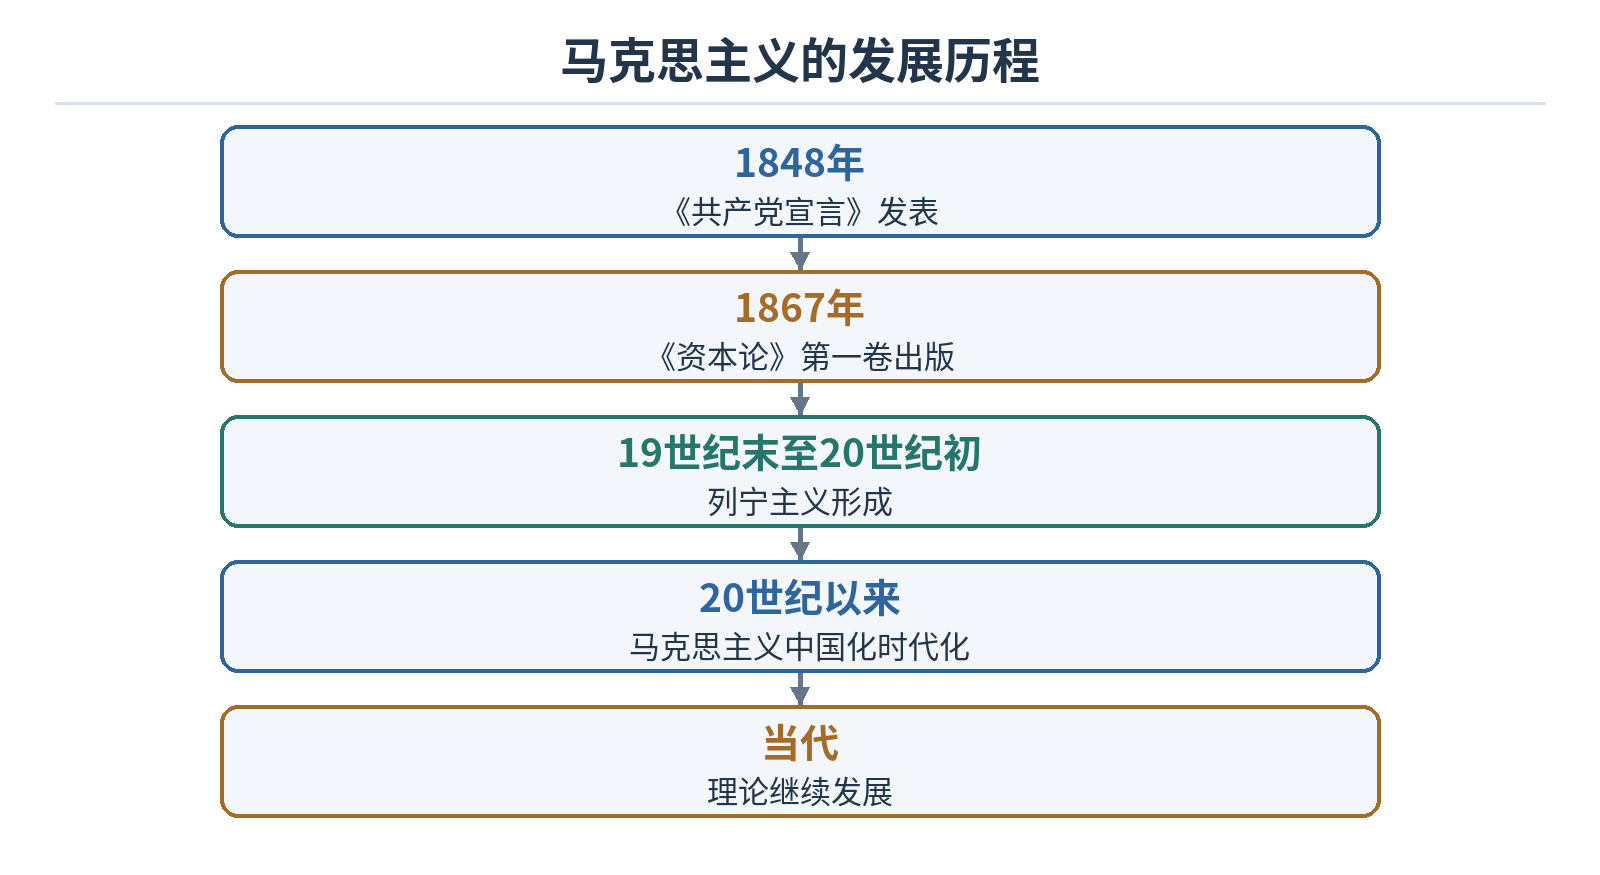 马克思主义的发展历程
1848年
《共产党宣言》发表
1867年
《资本论》第一卷出版
19世纪末至20世纪初
列宁主义形成
20世纪以来
马克思主义中国化时代化
当代
理论继续发展